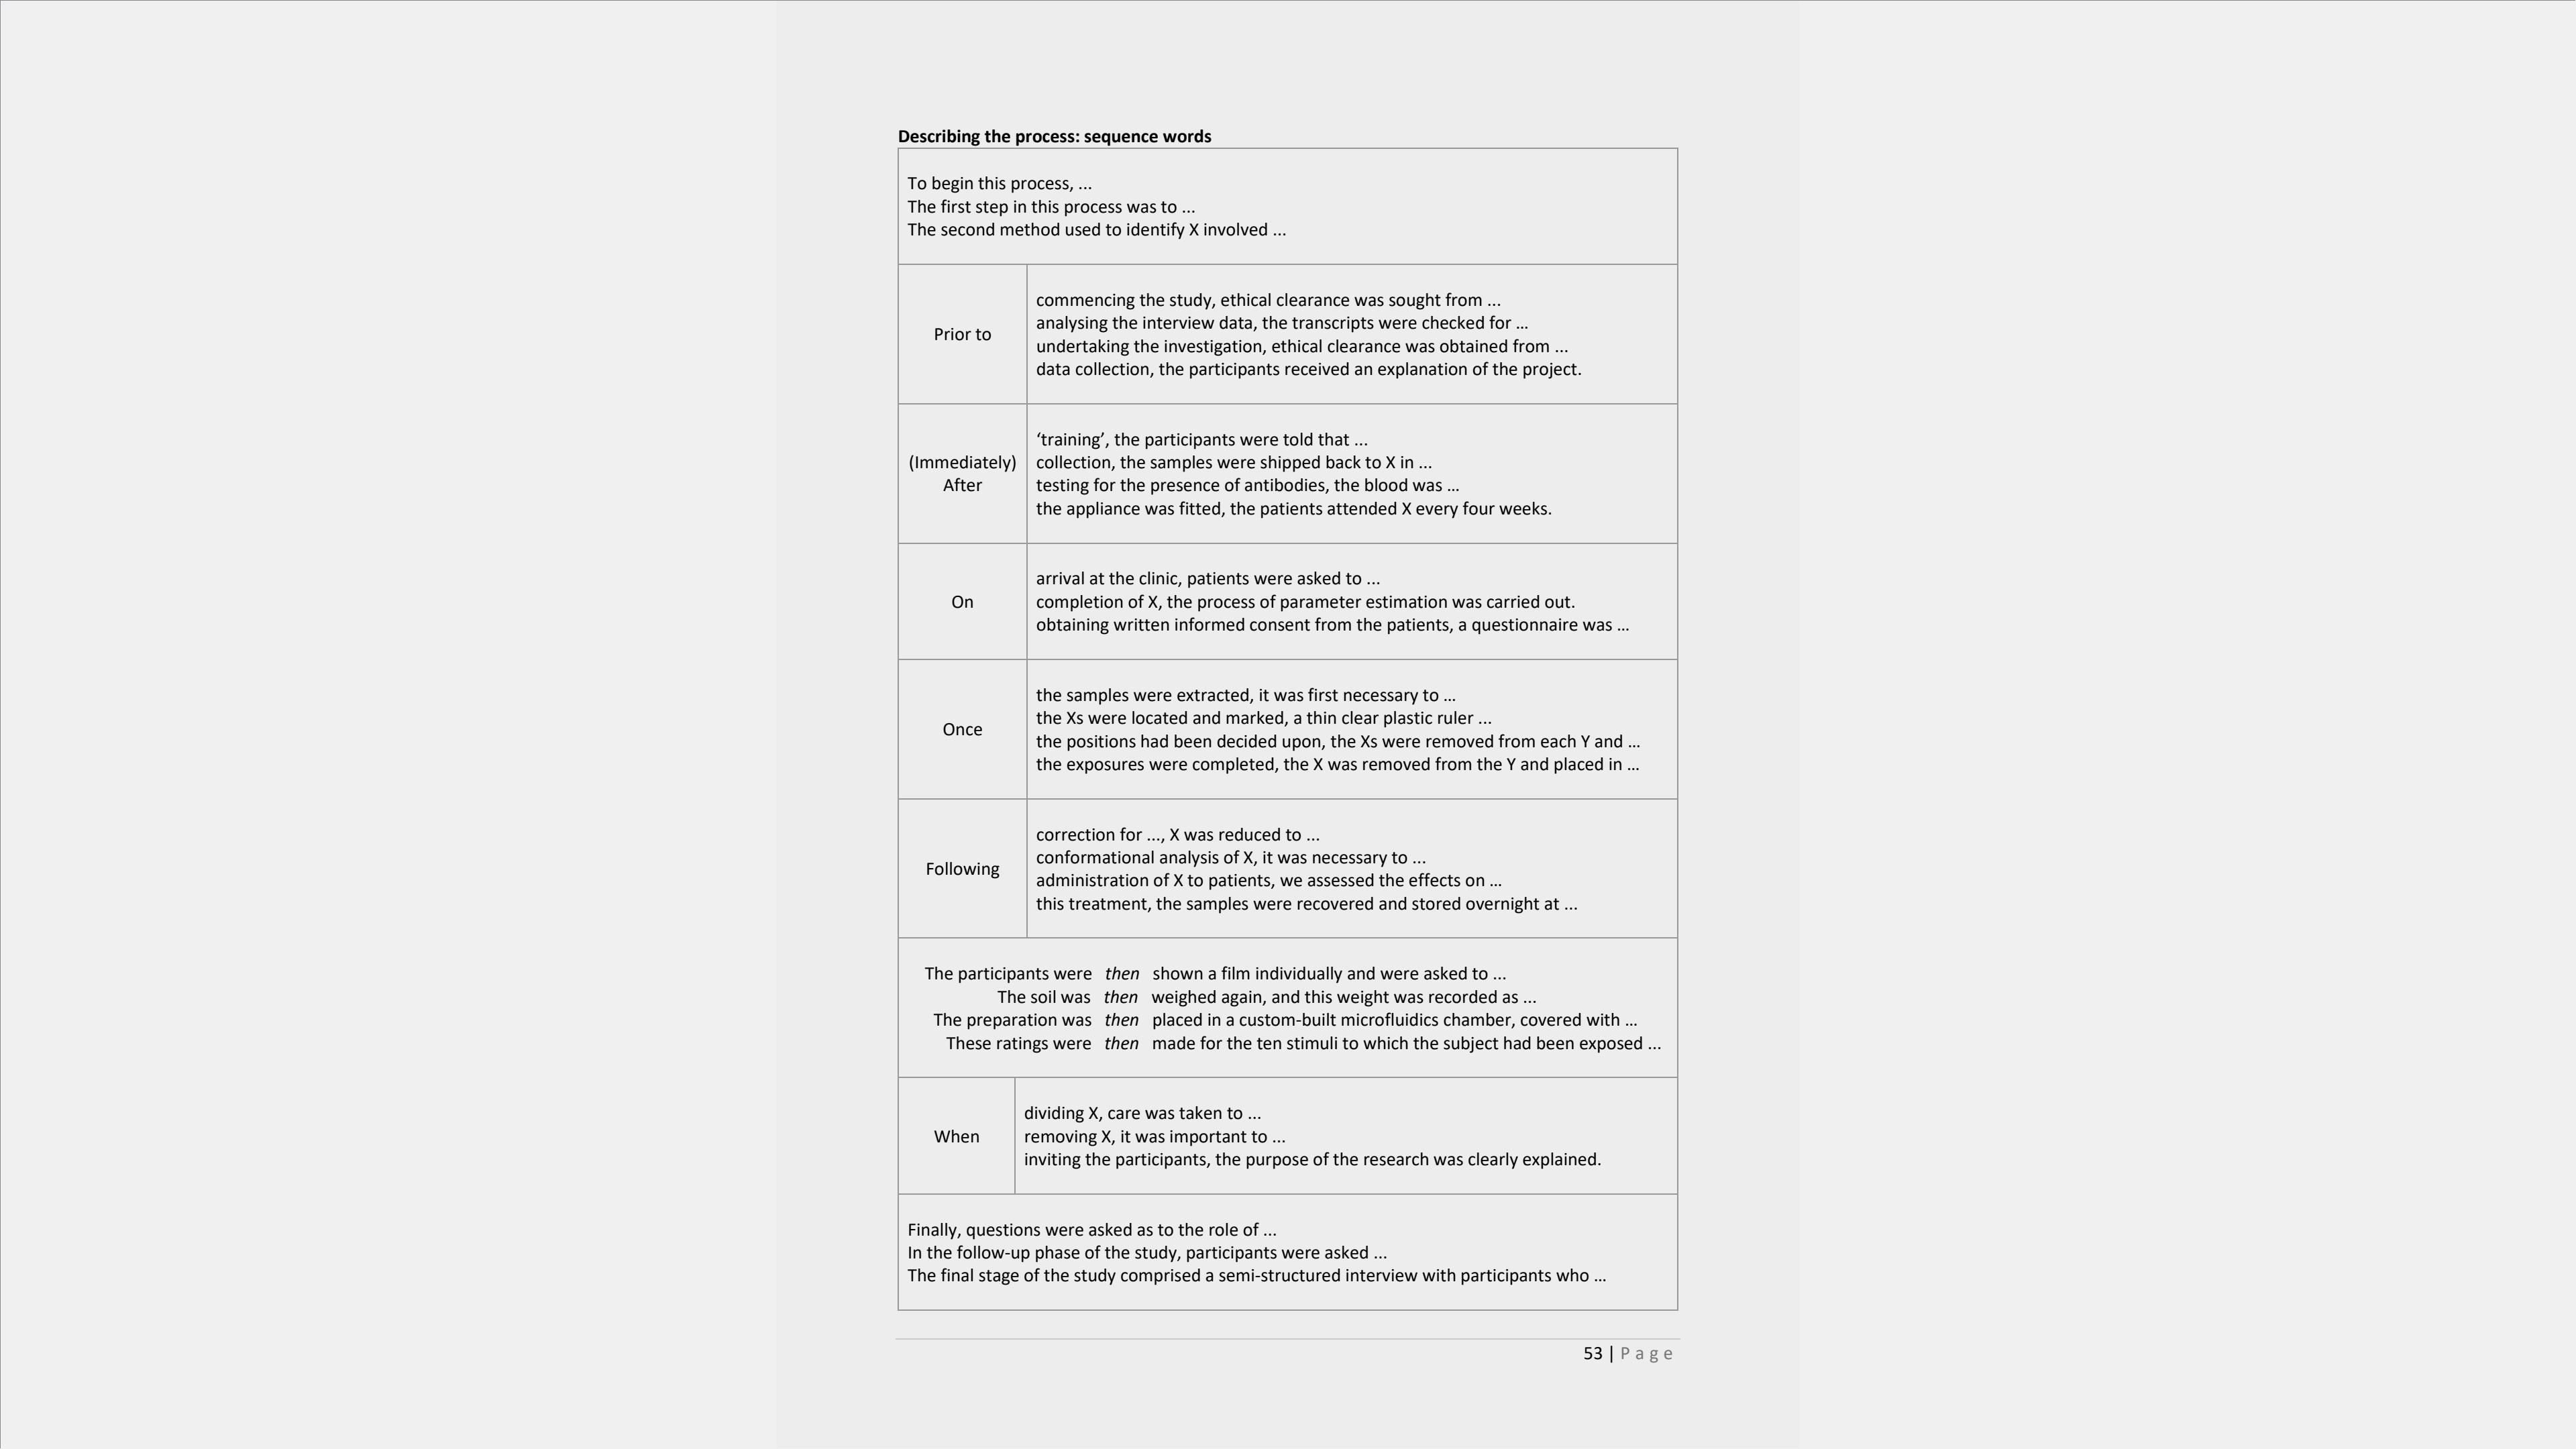 Describing the process: sequence words
To begin this process, ...
The first step in this process was to ...
The second method used to identify X involved ...
Prior to
commencing the study, ethical clearance was sought from ...
analysing the interview data, the transcripts were checked for ...
undertaking the investigation, ethical clearance was obtained from ...
data collection, the participants received an explanation of the project.
(Immediately)
After
‘training’, the participants were told that ...
collection, the samples were shipped back to X in ...
testing for the presence of antibodies, the blood was ...
the appliance was fitted, the patients attended X every four weeks.
On
arrival at the clinic, patients were asked to ...
completion of X, the process of parameter estimation was carried out.
obtaining written informed consent from the patients, a questionnaire was ...
Once
the samples were extracted, it was first necessary to ...
the Xs were located and marked, a thin clear plastic ruler ...
the positions had been decided upon, the Xs were removed from each Y and ...
the exposures were completed, the X was removed from the Y and placed in ...
Following
correction for ..., X was reduced to ...
conformational analysis of X, it was necessary to ...
administration of X to patients, we assessed the effects on ...
this treatment, the samples were recovered and stored overnight at ...
The participants were then shown a film individually and were asked to ...
The soil was then weighed again, and this weight was recorded as ...
The preparation was then placed in a custom-built microfluidics chamber, covered with ...
These ratings were then made for the ten stimuli to which the subject had been exposed ...
When
dividing X, care was taken to ...
removing X, it was important to ...
inviting the participants, the purpose of the research was clearly explained.
Finally, questions were asked as to the role of ...
In the follow-up phase of the study, participants were asked ...
The final stage of the study comprised a semi-structured interview with participants who ...
53 | Page